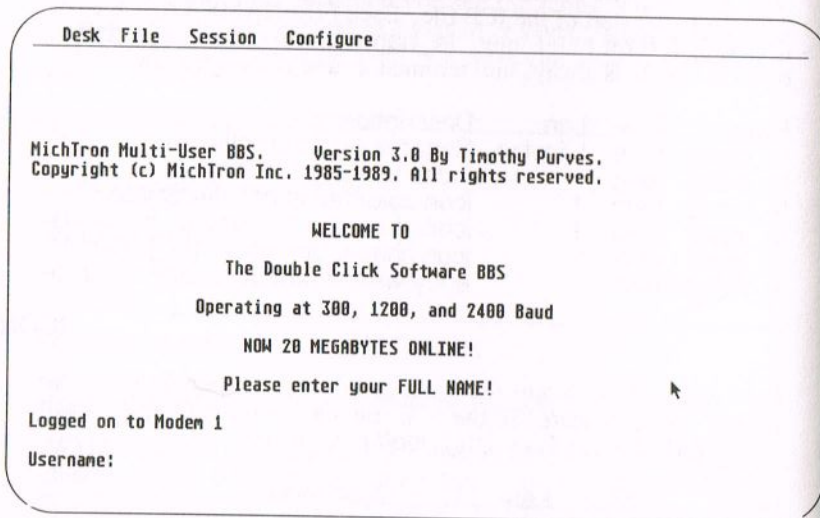 Desk File Session Configure
MichTron Multi-User BBS. Version 3.0 By Timothy Purves.
Copyright (c) MichTron Inc. 1985-1989. All rights reserved.
WELCOME TO
The Double Click Software BBS
Operating at 300, 1200, and 2400 Baud
NOW 20 MEGABYTES ONLINE!
Please enter your FULL NAME!
Logged on to Modem 1
Username: